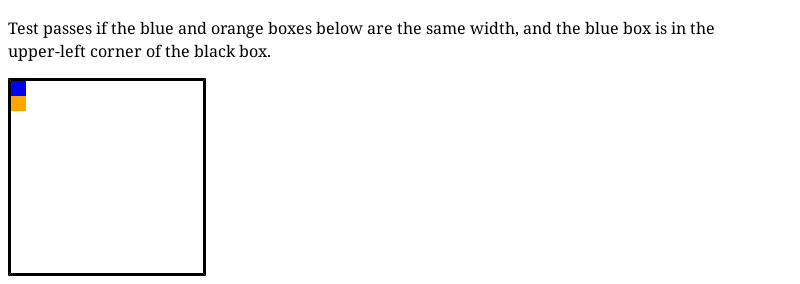 Test passes if the blue and orange boxes below are the same width, and the blue box is in the
upper-left corner of the black box.